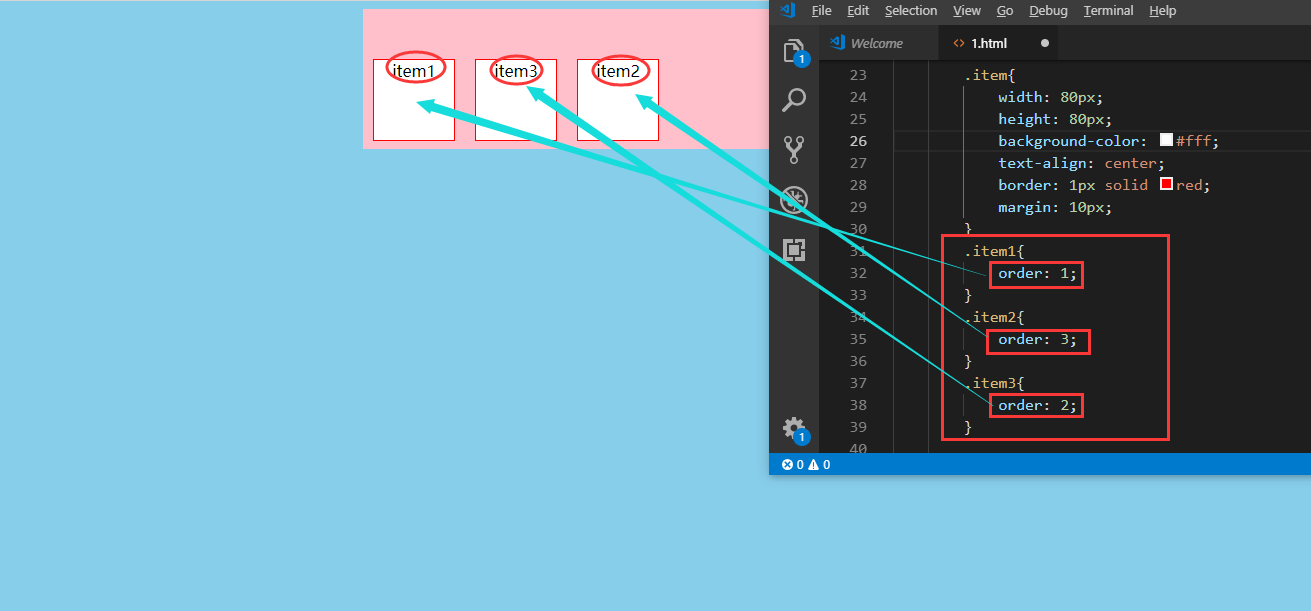 item1 item3 item2
File Edit Selection View Go Debug Terminal Help
Welcome <> 1.html
1
23 .item{
24 width: 80px;
25 height: 80px;
26 background-color: #fff;
27 text-align: center;
28 border: 1px solid red;
29 margin: 10px;
30 }
31 .item1{
32 order: 1;
33 }
34 .item2{
35 order: 3;
36 }
37 .item3{
38 order: 2;
39 }
40
1
0 0